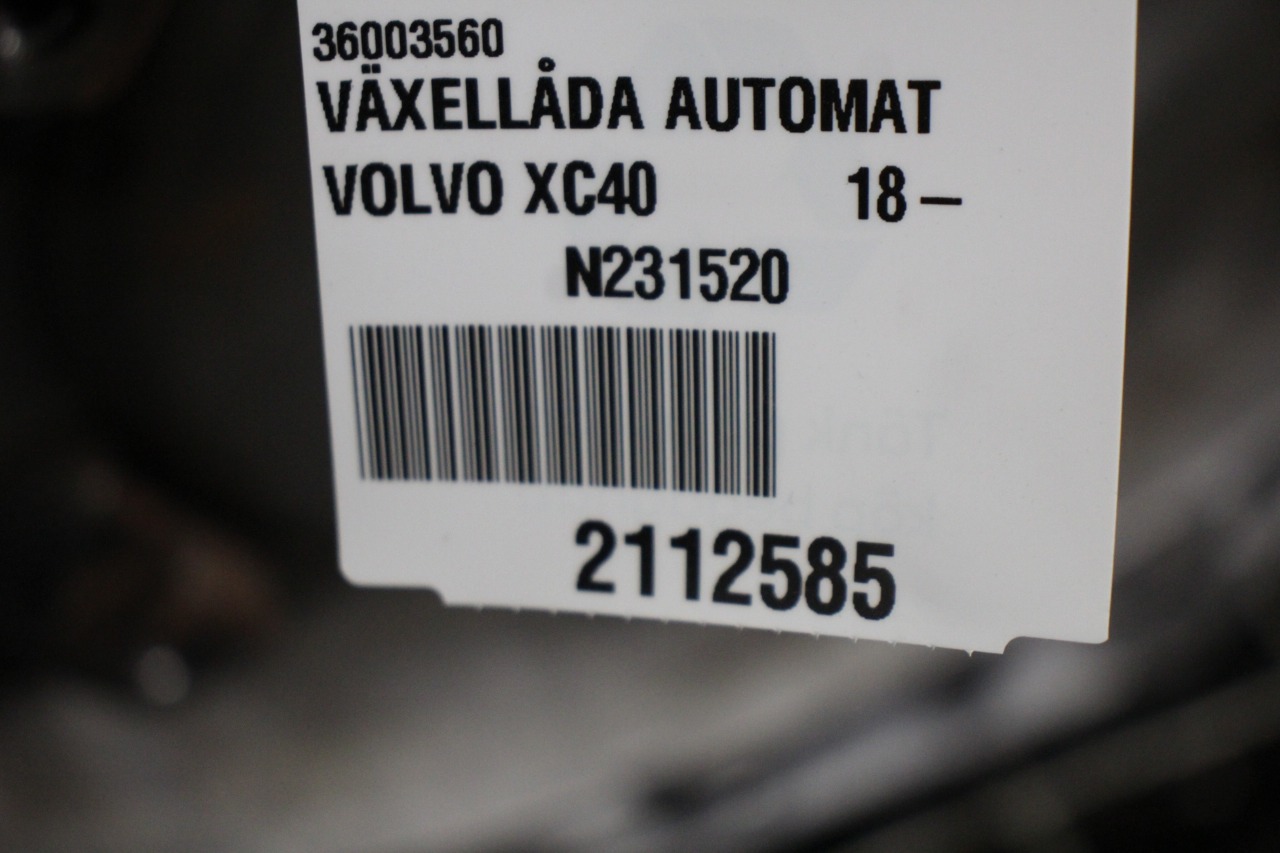 36003560
VÄXELLÅDA AUTOMAT
VOLVO XC40 18 –
N231520
2112585